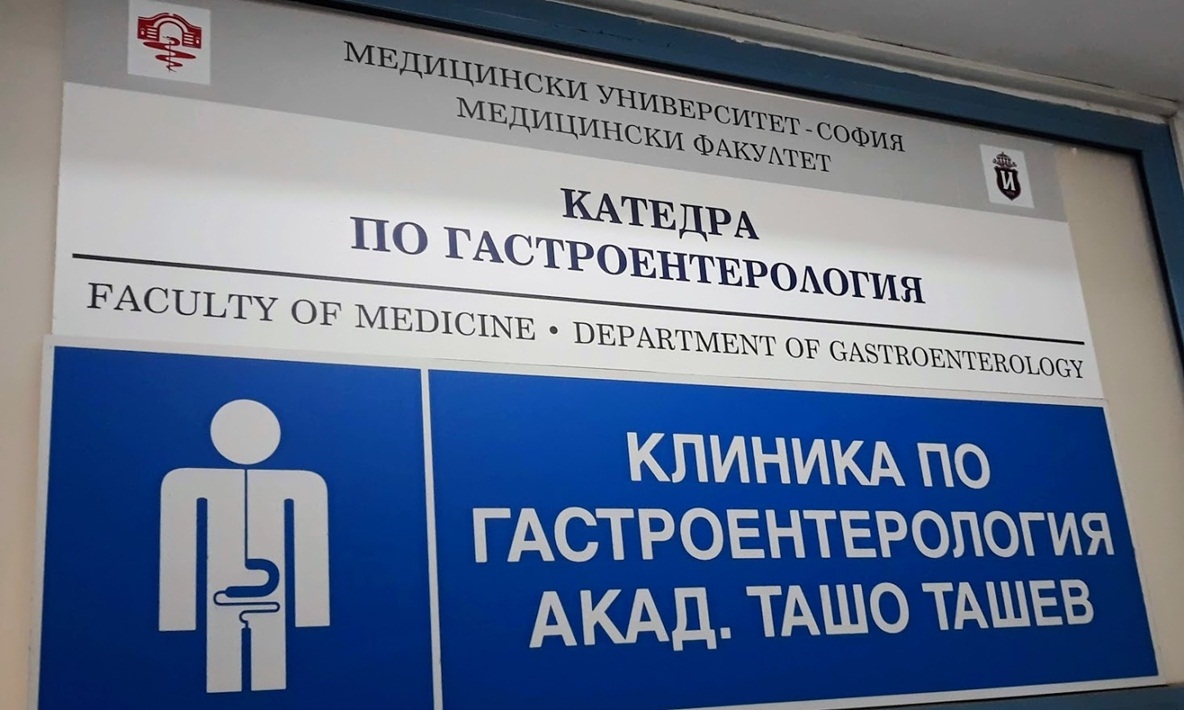 МЕДИЦИНСКИ УНИВЕРСИТЕТ - СОФИЯ
МЕДИЦИНСКИ ФАКУЛТЕТ
И
КАТЕДРА
ПО ГАСТРОЕНТЕРОЛОГИЯ
FACULTY OF MEDICINE • DEPARTMENT OF GASTROENTEROLOGY
КЛИНИКА ПО
ГАСТРОЕНТЕРОЛОГИЯ
АКАД. ТАШО ТАШЕВ